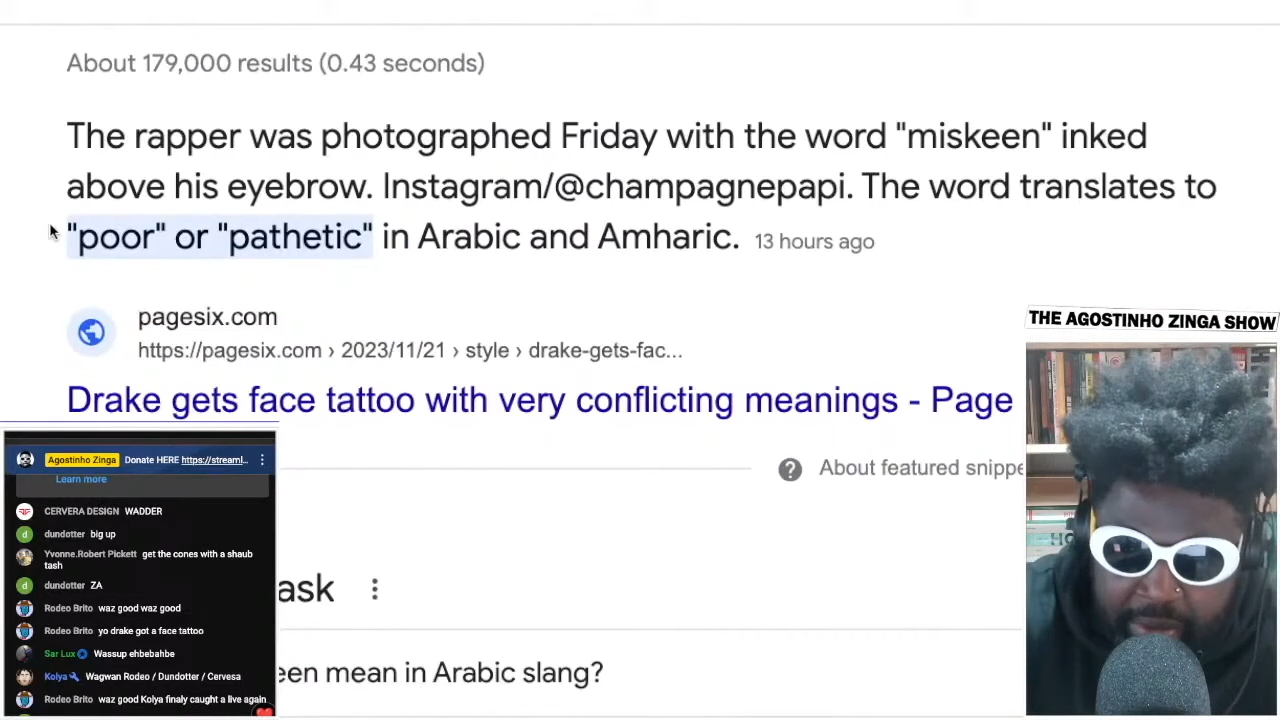 About 179,000 results (0.43 seconds)
The rapper was photographed Friday with the word "miskeen" inked
above his eyebrow. Instagram/@champagnepapi. The word translates to
"poor" or "pathetic" in Arabic and Amharic. 13 hours ago
pagesix.com
https://pagesix.com › 2023/11/21 › style › drake-gets-fac...
Drake gets face tattoo with very conflicting meanings - Page
About featured snippe
ask
een mean in Arabic slang?
THE AGOSTINHO ZINGA SHOW
Agostinho Zinga Donate HERE https://streaml...
Learn more
CERVERA DESIGN WADDER
dundotter big up
Yvonne.Robert Pickett get the cones with a shaub
tash
dundotter ZA
Rodeo Brito waz good waz good
Rodeo Brito yo drake got a face tattoo
Sar Lux Wassup ehbebahbe
Kolya Wagwan Rodeo / Dundotter / Cervesa
Rodeo Brito waz good Kolya finaly caught a live again